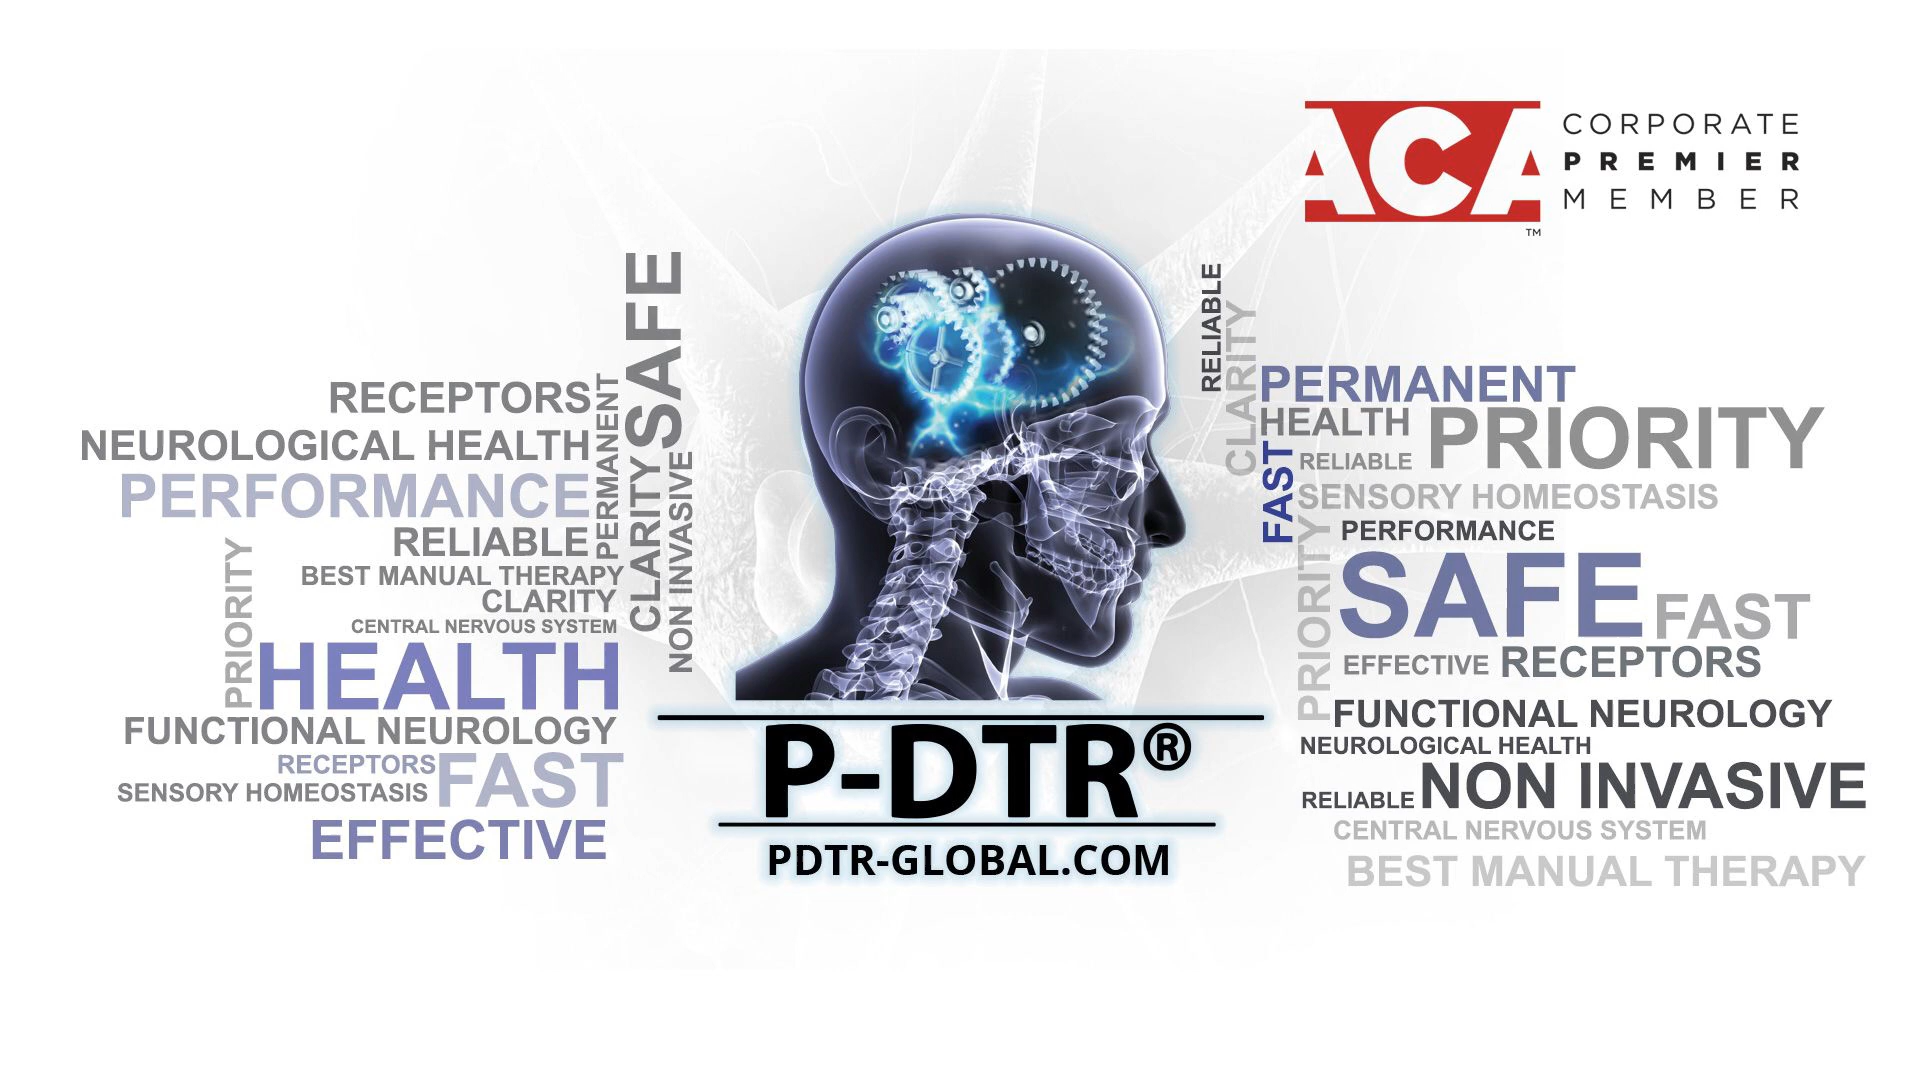 ACA
TM
CORPORATE
PREMIER
MEMBER
RECEPTORS
NEUROLOGICAL HEALTH
PERFORMANCE
RELIABLE
BEST MANUAL THERAPY
CLARITY
CENTRAL NERVOUS SYSTEM
PRIORITY
HEALTH
FUNCTIONAL NEUROLOGY
RECEPTORS
FAST
SENSORY HOMEOSTASIS
EFFECTIVE
PERMANENT
CLARITY
SAFE
NON INVASIVE
P-DTR®
PDTR-GLOBAL.COM
RELIABLE
CLARITY
PERMANENT
HEALTH
PRIORITY
FAST
RELIABLE
SENSORY HOMEOSTASIS
PERFORMANCE
PRIORITY
SAFE
FAST
EFFECTIVE
RECEPTORS
FUNCTIONAL NEUROLOGY
NEUROLOGICAL HEALTH
RELIABLE
NON INVASIVE
CENTRAL NERVOUS SYSTEM
BEST MANUAL THERAPY